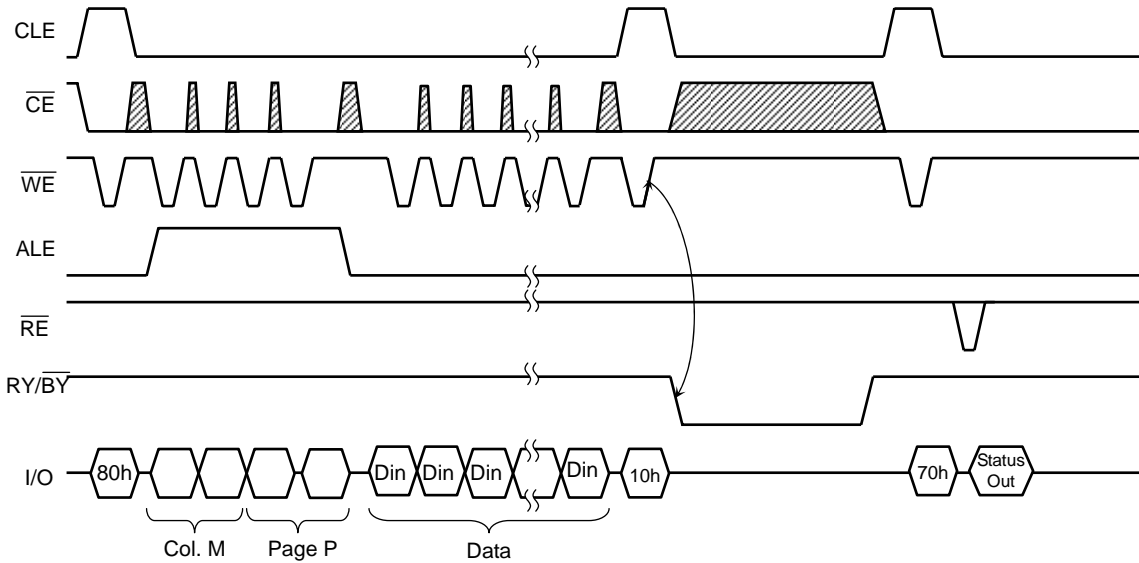 CLE
CE
WE
ALE
RE
RY/BY
I/O
80h
Din
Din
Din
Din
10h
70h
Status
Out
Col. M
Page P
Data